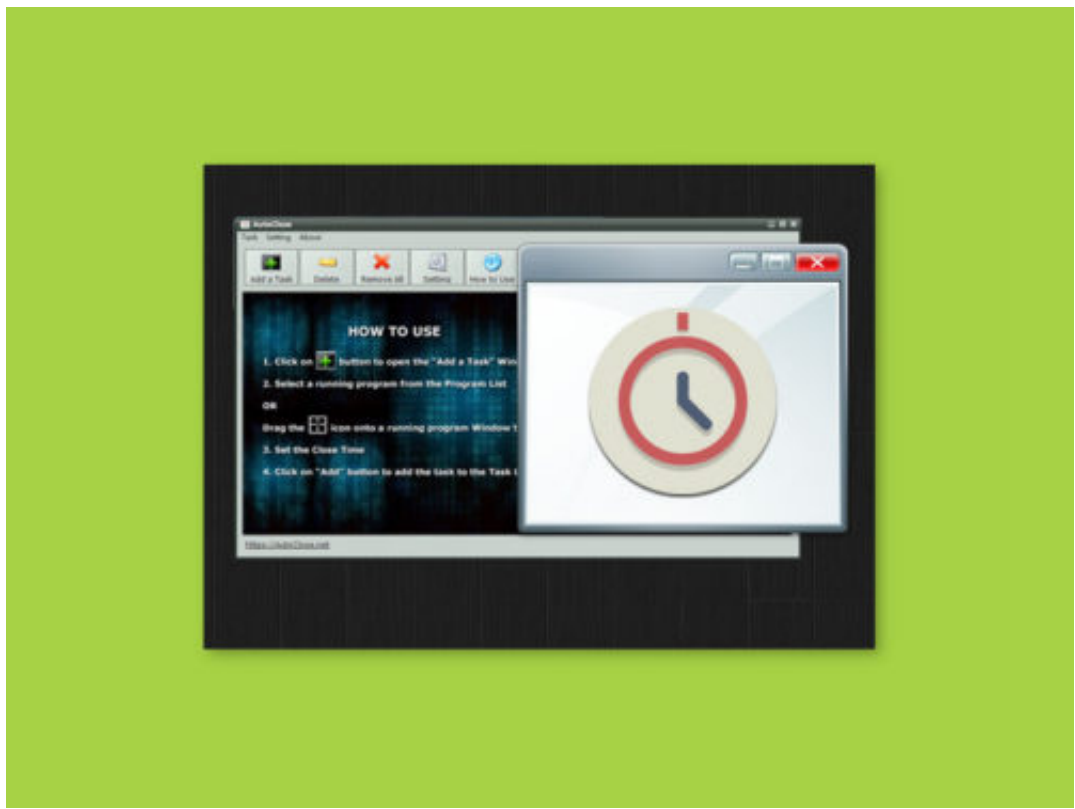 AutoClose
Task Setting About
Add a Task Delete Remove All Setting How to Use
HOW TO USE
1. Click on button to open the "Add a Task" Win
2. Select a running program from the Program List
OR
Drag the icon onto a running program Window t
3. Set the Close Time
4. Click on "Add" button to add the task to the Task L
https://AutoClose.net